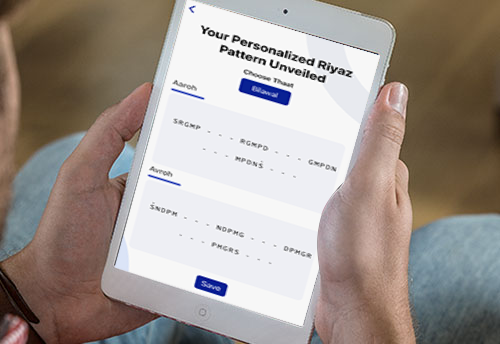 Your Personalized Riyaz
Pattern Unveiled
Choose Thaat
Bilawal
Aaroh
SRGMP - - - - RGMPD - - - - GMPDN
- - - - MPDNṠ - - - -
Avroh
ṠNDPM - - - - NDPMG - - - - DPMGR
- - - - PMGRS - - - -
Save